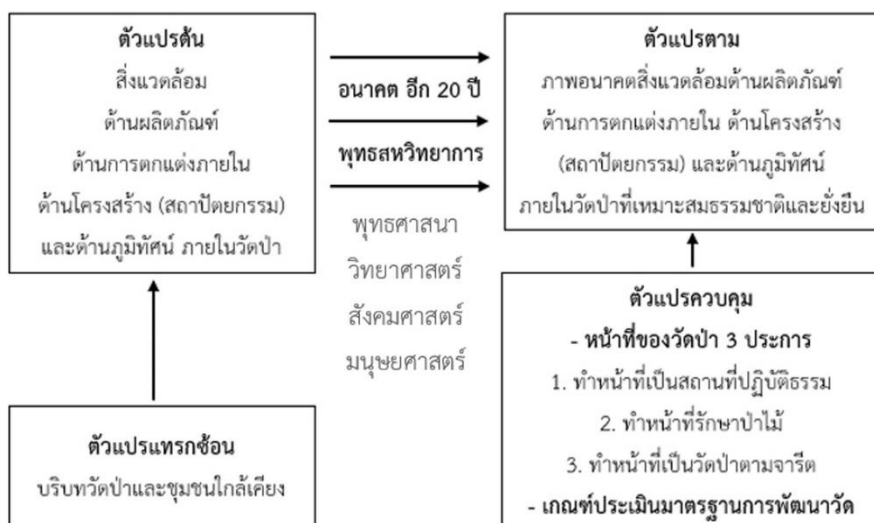 ตัวแปรต้น
สิ่งแวดล้อม
ด้านผลิตภัณฑ์
ด้านการตกแต่งภายใน
ด้านโครงสร้าง (สถาปัตยกรรม)
และด้านภูมิทัศน์ ภายในวัดป่า
อนาคต อีก 20 ปี
พุทธสหวิทยาการ
พุทธศาสนา
วิทยาศาสตร์
สังคมศาสตร์
มนุษยศาสตร์
ตัวแปรตาม
ภาพอนาคตสิ่งแวดล้อมด้านผลิตภัณฑ์
ด้านการตกแต่งภายใน ด้านโครงสร้าง
(สถาปัตยกรรม) และด้านภูมิทัศน์
ภายในวัดป่าที่เหมาะสมธรรมชาติและยั่งยืน
ตัวแปรแทรกซ้อน
บริบทวัดป่าและชุมชนใกล้เคียง
ตัวแปรควบคุม
- หน้าที่ของวัดป่า 3 ประการ
1. ทำหน้าที่เป็นสถานที่ปฏิบัติธรรม
2. ทำหน้าที่รักษาป่าไม้
3. ทำหน้าที่เป็นวัดป่าตามจารีต
- เกณฑ์ประเมินมาตรฐานการพัฒนาวัด